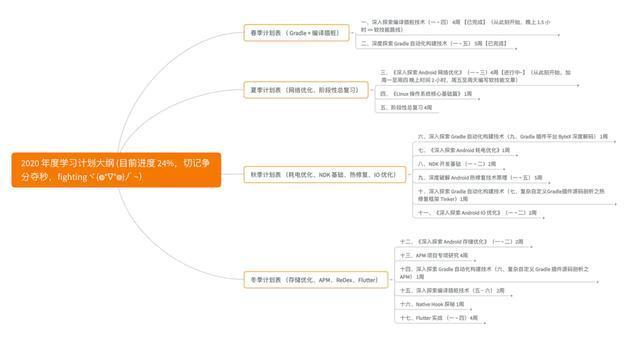 2020 年度学习计划大纲 (目前进度 24%，切记争
分夺秒，fightingヾ(◍°∇°◍)ﾉﾞ~）
春季计划表 （Gradle + 编译插桩）
一、深入探索编译插桩技术（一 ~ 四） 4周 【已完成】（从此刻开始，晚上 1.5 小
时 => 软技能路线）
二、深度探索 Gradle 自动化构建技术（一 ~ 五） 5周【已完成】
夏季计划表 （网络优化、阶段性总复习）
三、《深入探索 Android 网络优化》（一 ~ 三）4周【进行中~】（从此刻开始，加
周一至周四 晚上时间 2 小时，周五至周天编写软技能文章）
四、《Linux 操作系统核心基础篇》 1周
五、阶段性总复习 4周
秋季计划表 （耗电优化、NDK 基础、热修复、IO 优化）
六、深入探索 Gradle 自动化构建技术（九、Gradle 插件平台 ByteX 深度解码） 1周
七、《深入探索 Android 耗电优化》 1周
八、NDK 开发基础 （一 ~ 二）2周
九、深度破解 Android 热修复技术原理（一 ~ 五） 5周
十、深入探索 Gradle 自动化构建技术（七、复杂自定义Gradle插件源码剖析之热
修复框架 Tinker）1周
十一、《深入探索 Android IO 优化》（一 ~ 二）2周
冬季计划表 （存储优化、APM、ReDex、Flutter）
十二、《深入探索 Android 存储优化》（一 ~ 二）2周
十三、APM 项目专项研究 4周
十四、深入探索 Gradle 自动化构建技术（六、复杂自定义 Gradle 插件源码剖析之
APM） 1周
十五、深入探索编译插桩技术（五 ~ 六） 2周
十六、Native Hook 探秘 1周
十七、Flutter 实战 （一 ~ 四）4周